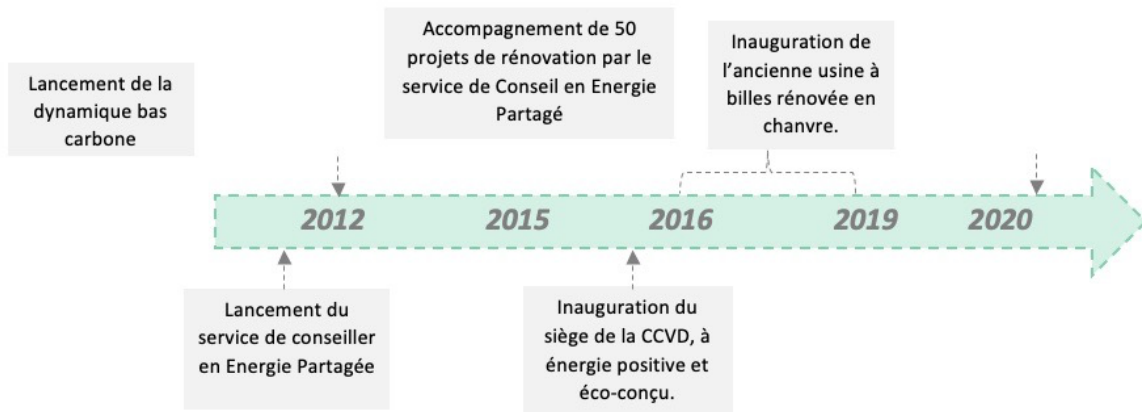 Lancement de la
dynamique bas
carbone
Accompagnement de 50
projets de rénovation par le
service de Conseil en Energie
Partagé
Inauguration de
l’ancienne usine à
billes rénovée en
chanvre.
2012
2015
2016
2019
2020
Lancement du
service de conseiller
en Energie Partagée
Inauguration du
siège de la CCVD, à
énergie positive et
éco-conçu.